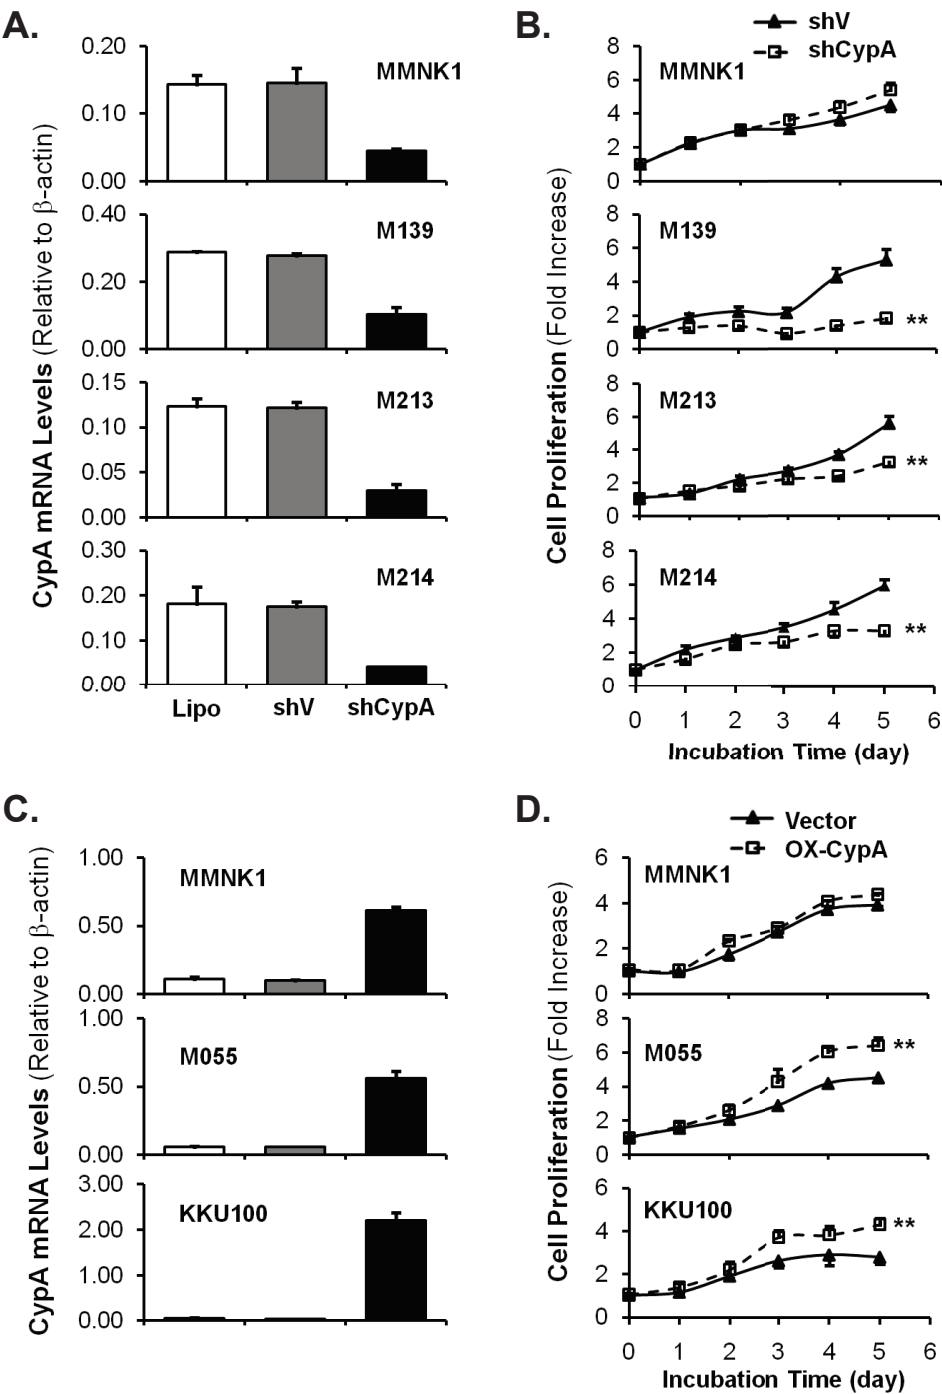 A.
CypA mRNA Levels (Relative to β-actin)
0.20
0.10
0.00
MMNK1
0.40
0.20
0.00
M139
0.15
0.10
0.05
0.00
M213
0.30
0.20
0.10
0.00
M214
Lipo shV shCypA
B.
shV
shCypA
Cell Proliferation (Fold Increase)
8
6
4
2
0
MMNK1
8
6
4
2
0
M139
**
8
6
4
2
0
M213
**
8
6
4
2
0
M214
**
0 1 2 3 4 5 6
Incubation Time (day)
C.
CypA mRNA Levels (Relative to β-actin)
1.00
0.50
0.00
MMNK1
1.00
0.50
0.00
M055
3.00
2.00
1.00
0.00
KKU100
D.
Vector
OX-CypA
Cell Proliferation (Fold Increase)
6
4
2
0
MMNK1
8
6
4
2
0
M055
**
6
4
2
0
KKU100
**
0 1 2 3 4 5 6
Incubation Time (day)